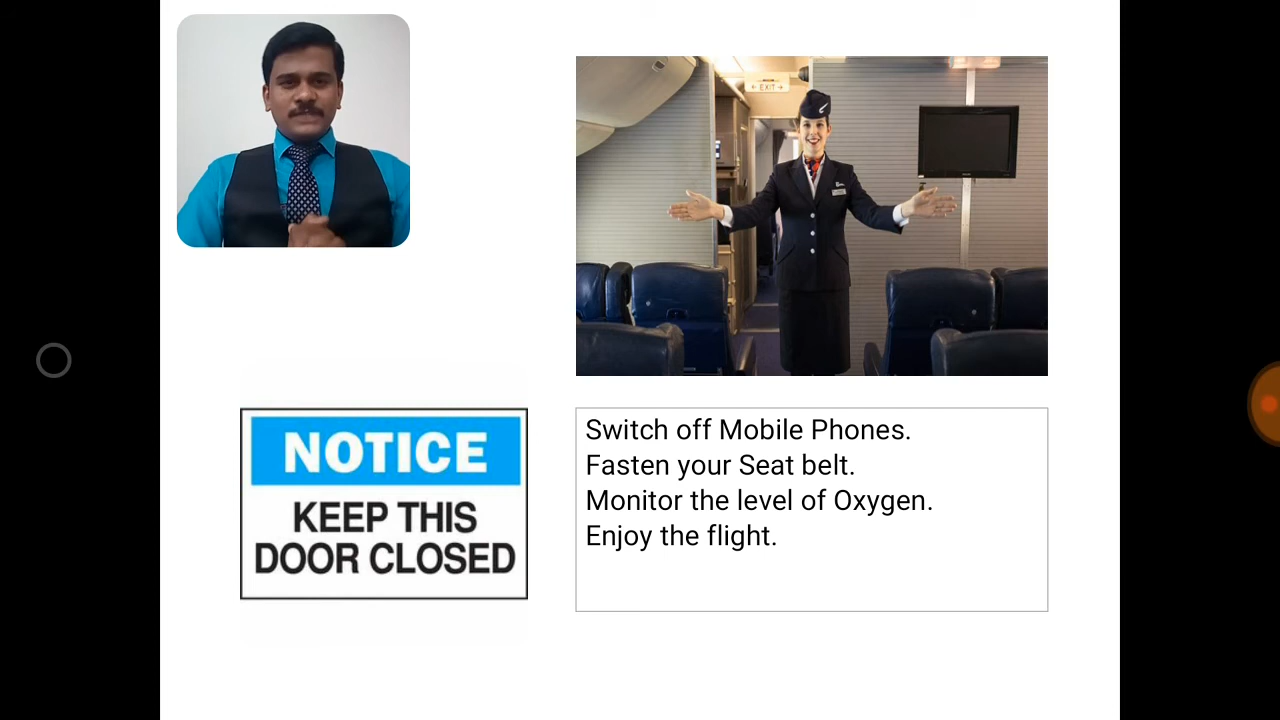 EXIT
NOTICE
KEEP THIS
DOOR CLOSED
Switch off Mobile Phones.
Fasten your Seat belt.
Monitor the level of Oxygen.
Enjoy the flight.